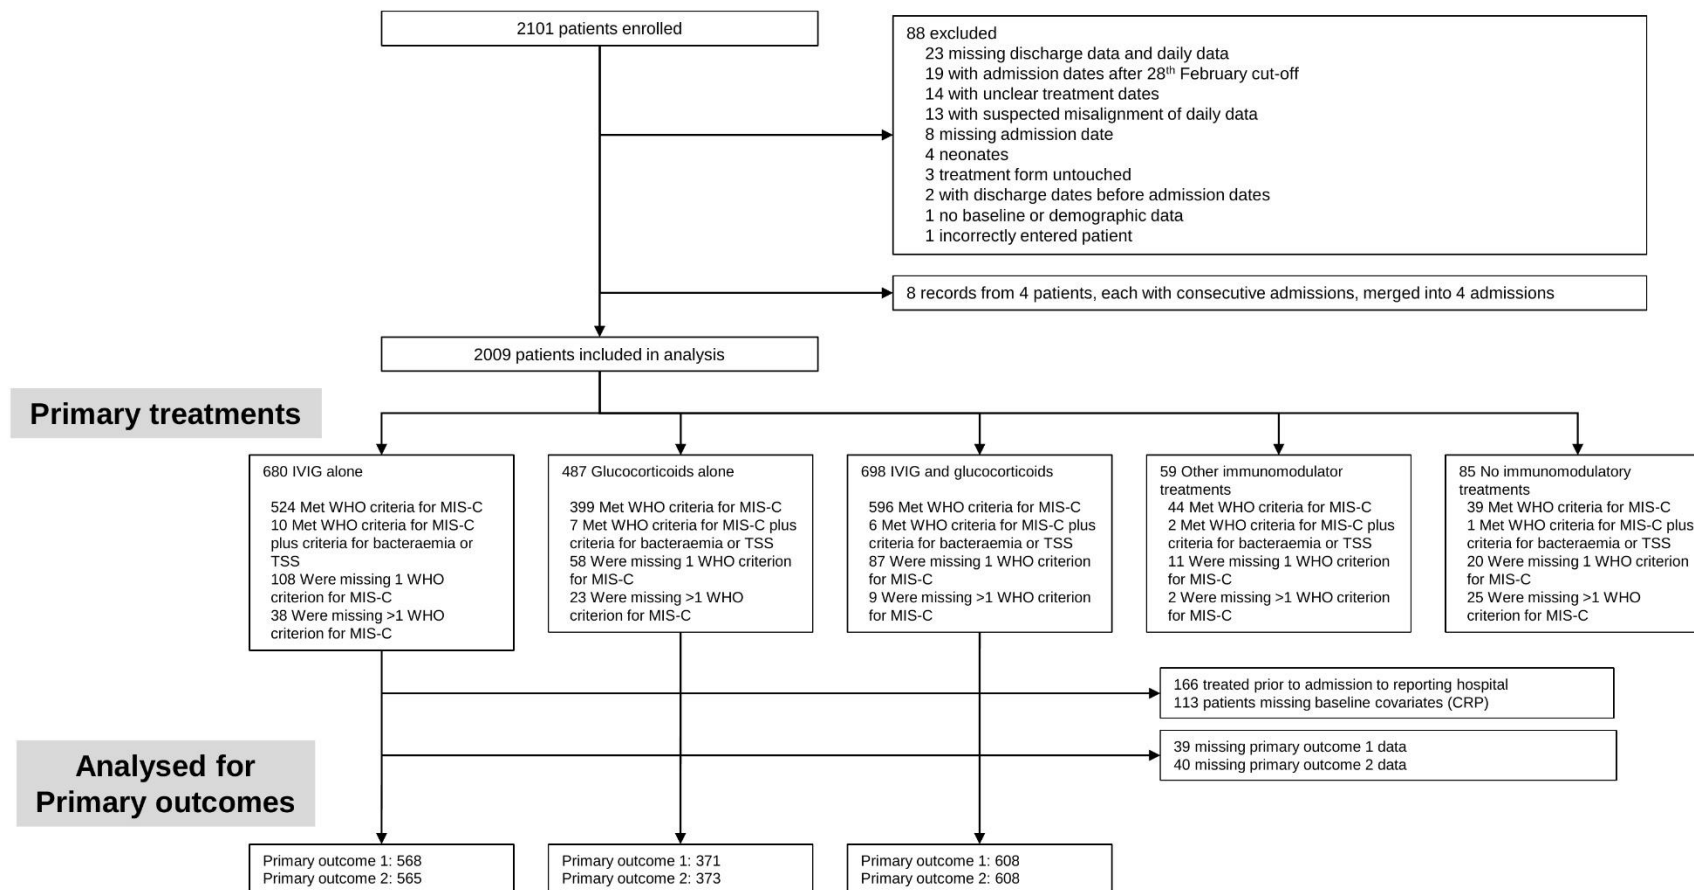 2101 patients enrolled
88 excluded
23 missing discharge data and daily data
19 with admission dates after 28th February cut-off
14 with unclear treatment dates
13 with suspected misalignment of daily data
8 missing admission date
4 neonates
3 treatment form untouched
2 with discharge dates before admission dates
1 no baseline or demographic data
1 incorrectly entered patient
8 records from 4 patients, each with consecutive admissions, merged into 4 admissions
2009 patients included in analysis
Primary treatments
680 IVIG alone
524 Met WHO criteria for MIS-C
10 Met WHO criteria for MIS-C
plus criteria for bacteraemia or
TSS
108 Were missing 1 WHO
criterion for MIS-C
38 Were missing >1 WHO
criterion for MIS-C
487 Glucocorticoids alone
399 Met WHO criteria for MIS-C
7 Met WHO criteria for MIS-C plus
criteria for bacteraemia or TSS
58 Were missing 1 WHO criterion
for MIS-C
23 Were missing >1 WHO
criterion for MIS-C
698 IVIG and glucocorticoids
596 Met WHO criteria for MIS-C
6 Met WHO criteria for MIS-C plus
criteria for bacteraemia or TSS
87 Were missing 1 WHO criterion
for MIS-C
9 Were missing >1 WHO criterion
for MIS-C
59 Other immunomodulator
treatments
44 Met WHO criteria for MIS-C
2 Met WHO criteria for MIS-C plus
criteria for bacteraemia or TSS
11 Were missing 1 WHO criterion
for MIS-C
2 Were missing >1 WHO criterion
for MIS-C
85 No immunomodulatory
treatments
39 Met WHO criteria for MIS-C
1 Met WHO criteria for MIS-C plus
criteria for bacteraemia or TSS
20 Were missing 1 WHO criterion
for MIS-C
25 Were missing >1 WHO
criterion for MIS-C
166 treated prior to admission to reporting hospital
113 patients missing baseline covariates (CRP)
39 missing primary outcome 1 data
40 missing primary outcome 2 data
Analysed for
Primary outcomes
Primary outcome 1: 568
Primary outcome 2: 565
Primary outcome 1: 371
Primary outcome 2: 373
Primary outcome 1: 608
Primary outcome 2: 608